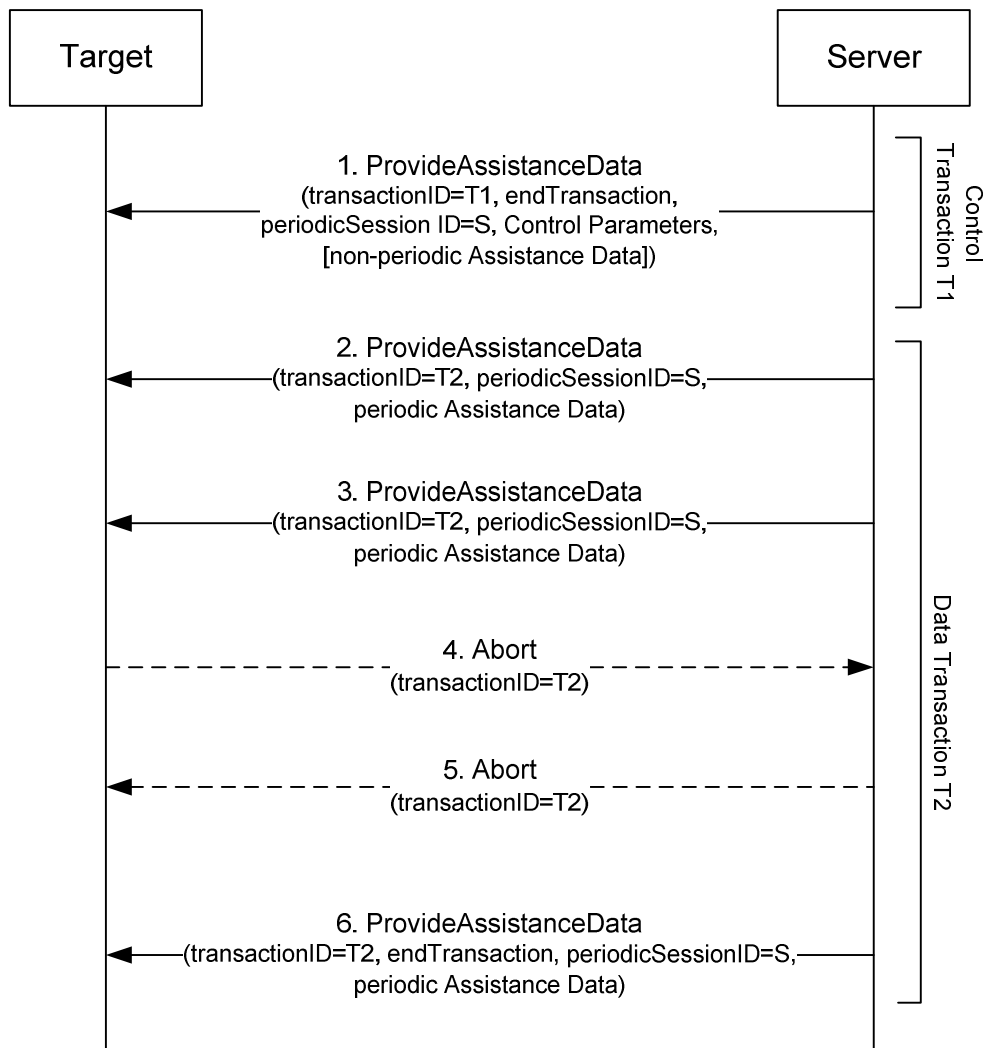 Target
Server
1. ProvideAssistanceData
(transactionID=T1, endTransaction,
periodicSession ID=S, Control Parameters,
[non-periodic Assistance Data])
Control
Transaction T1
2. ProvideAssistanceData
(transactionID=T2, periodicSessionID=S,
periodic Assistance Data)
3. ProvideAssistanceData
(transactionID=T2, periodicSessionID=S,
periodic Assistance Data)
4. Abort
(transactionID=T2)
5. Abort
(transactionID=T2)
Data Transaction T2
6. ProvideAssistanceData
(transactionID=T2, endTransaction, periodicSessionID=S,
periodic Assistance Data)